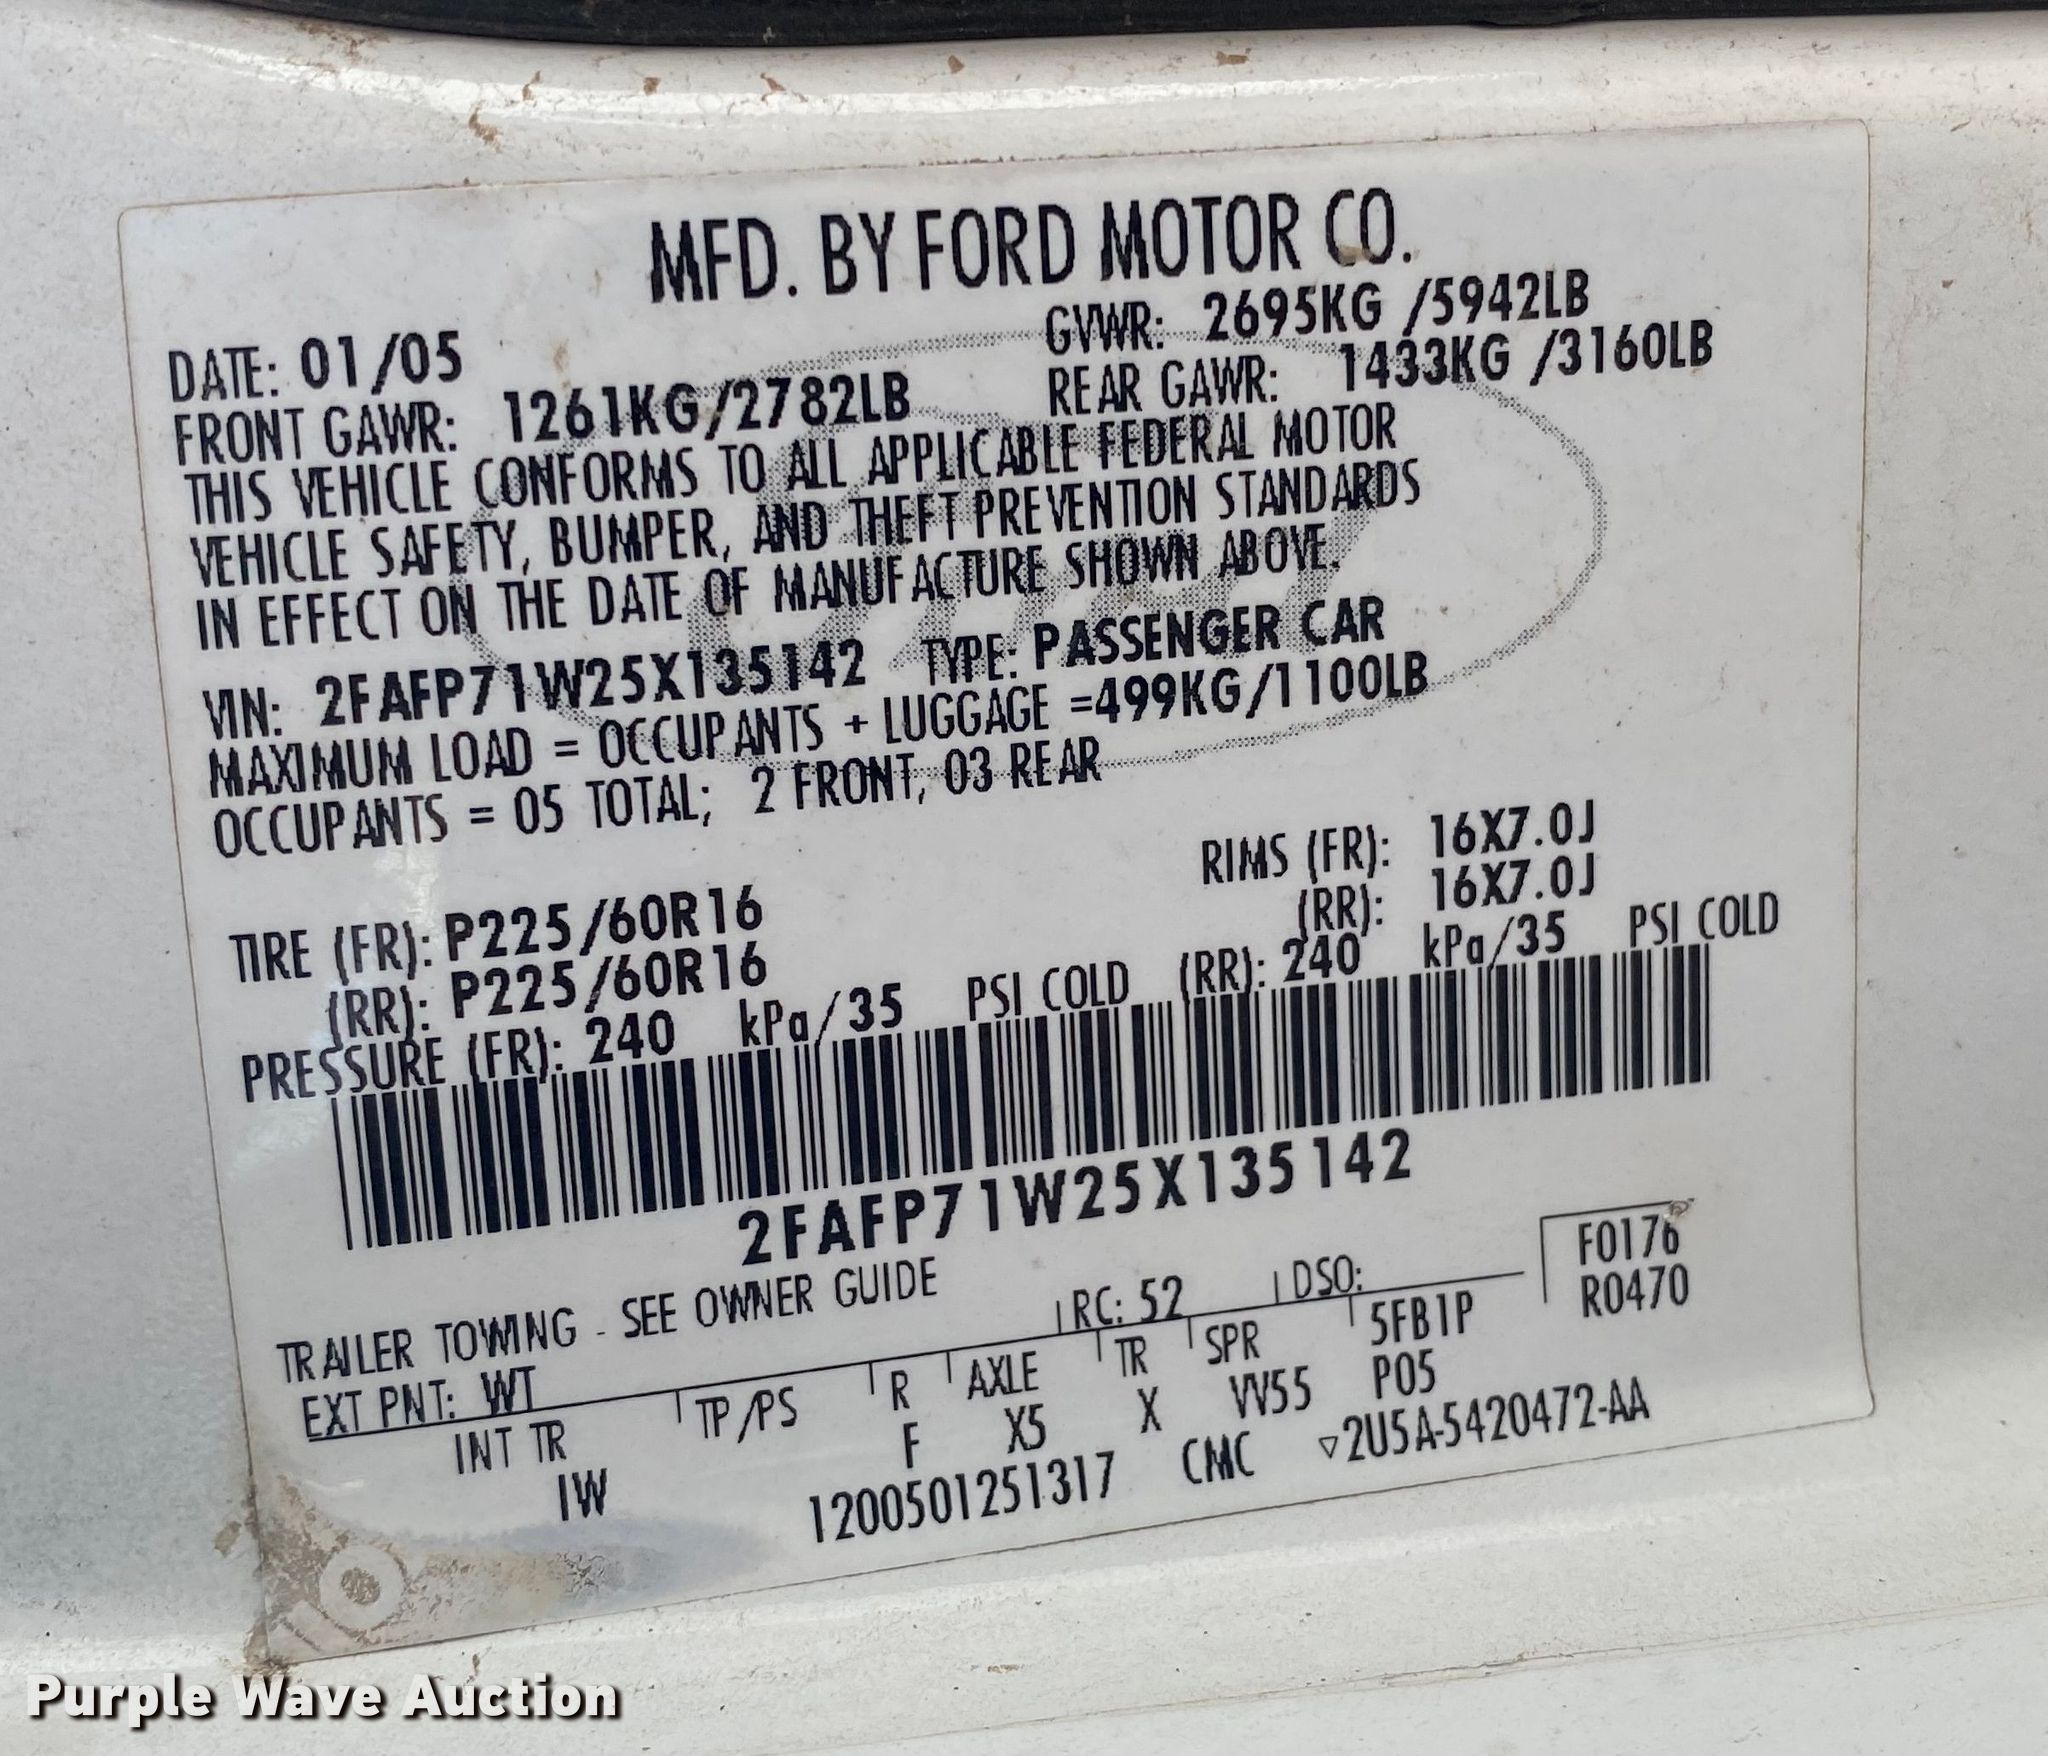 MFD. BY FORD MOTOR CO.
DATE: 01/05
GVWR: 2695KG /5942LB
FRONT GAWR: 1261KG/2782LB
REAR GAWR: 1433KG /3160LB
THIS VEHICLE CONFORMS TO ALL APPLICABLE FEDERAL MOTOR
VEHICLE SAFETY, BUMPER, AND THEFT PREVENTION STANDARDS
IN EFFECT ON THE DATE OF MANUFACTURE SHOWN ABOVE.
VIN: 2FAFP71W25X135142 TYPE: PASSENGER CAR
MAXIMUM LOAD = OCCUPANTS + LUGGAGE =499KG/1100LB
OCCUPANTS = 05 TOTAL; 2 FRONT, 03 REAR
TIRE (FR): P225/60R16
RIMS (FR): 16X7.0J
(RR): P225/60R16
(RR): 16X7.0J
PRESSURE (FR): 240 kPa/35 PSI COLD (RR): 240 kPa/35 PSI COLD
2FAFP71W25X135142
TRAILER TOWING - SEE OWNER GUIDE
EXT PNT: WT
RC: 52
DSO:
F0176
R0470
INT TR TP/PS R AXLE TR SPR 5FB1P
IW F X5 X VV55 P05
1200501251317 CMC ▽2U5A-5420472-AA
Purple Wave Auction